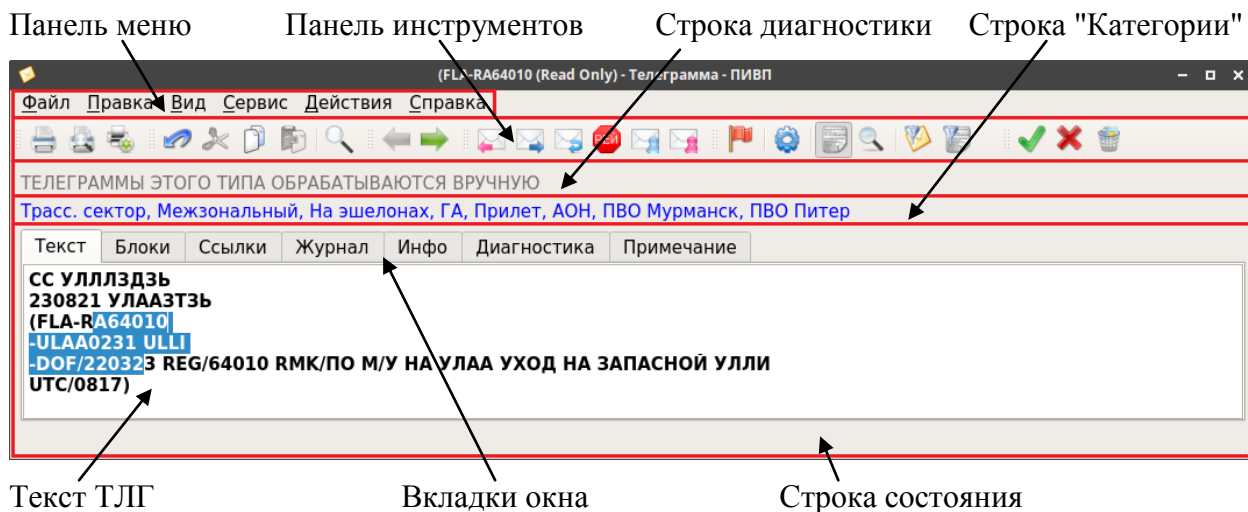 Панель меню Панель инструментов Строка диагностики Строка "Категории"
(FLA-RA64010 (Read Only) - Телеграмма - ПИВП
Файл Правка Вид Сервис Действия Справка
ТЕЛЕГРАММЫ ЭТОГО ТИПА ОБРАБАТЫВАЮТСЯ ВРУЧНУЮ
Трасс. сектор, Межзональный, На эшелонах, ГА, Прилет, АОН, ПВО Мурманск, ПВО Питер
Текст Блоки Ссылки Журнал Инфо Диагностика Примечание
СС УЛЛЛЗДЗЬ
230821 УЛААЗТЗЬ
(FLA-RA64010
-ULAA0231 ULLI
-DOF/220323 REG/64010 RMK/ПО М/У НА УЛАА УХОД НА ЗАПАСНОЙ УЛЛИ
UTC/0817)
Текст ТЛГ Вкладки окна Строка состояния